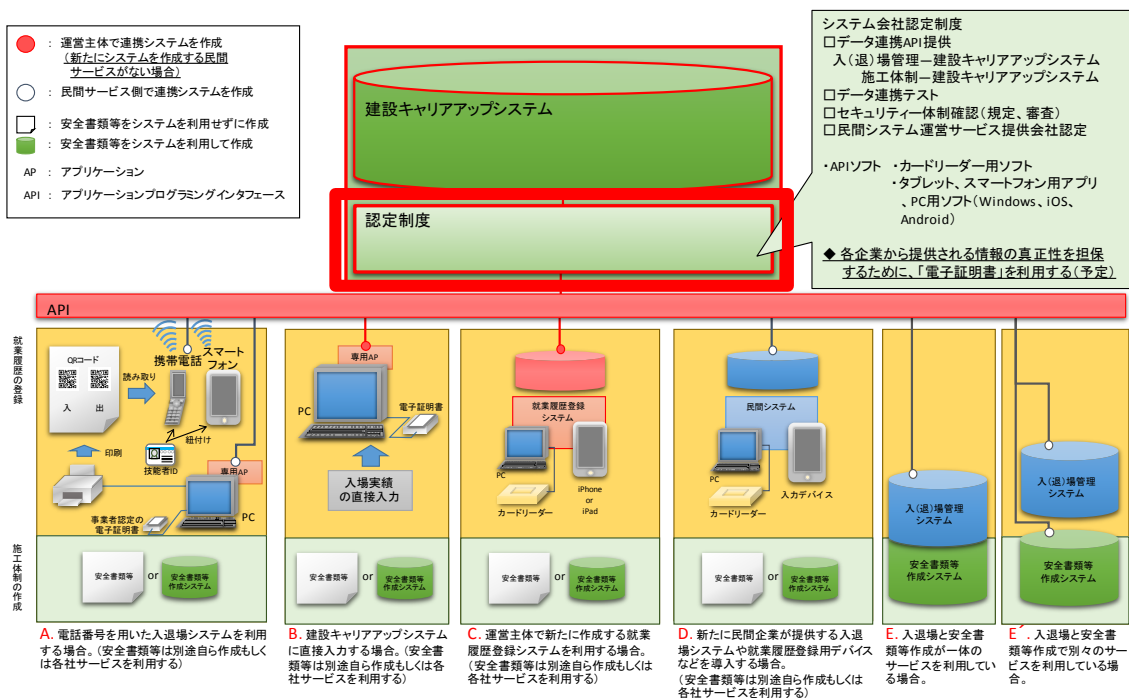 ： 運営主体で連携システムを作成
（新たにシステムを作成する民間
サービスがない場合）
： 民間サービス側で連携システムを作成
： 安全書類等をシステムを利用せずに作成
： 安全書類等をシステムを利用して作成
AP ： アプリケーション
API ： アプリケーションプログラミングインタフェース
建設キャリアアップシステム
認定制度
システム会社認定制度
□データ連携API提供
入（退）場管理―建設キャリアアップシステム
施工体制―建設キャリアアップシステム
□データ連携テスト
□セキュリティー体制確認（規定、審査）
□民間システム運営サービス提供会社認定
・APIソフト ・カードリーダー用ソフト
・タブレット、スマートフォン用アプリ
、PC用ソフト（Windows、iOS、
Android）
◆ 各企業から提供される情報の真正性を担保
するために、「電子証明書」を利用する（予定）
API
就業履歴の登録
QRコード
入 出
読み取り
携帯電話
スマート
フォン
印刷
技能者ID
紐付け
専用AP
PC
事業者認定の
電子証明書
専用AP
PC
電子証明書
入場実績
の直接入力
就業履歴登録
システム
PC
カードリーダー
iPhone
or
iPad
民間システム
PC
カードリーダー
入力デバイス
入（退）場管理
システム
安全書類等
作成システム
入（退）場管理
システム
安全書類等
作成システム
施工体制の作成
安全書類等 or 安全書類等
作成システム
安全書類等 or 安全書類等
作成システム
安全書類等 or 安全書類等
作成システム
安全書類等 or 安全書類等
作成システム
A. 電話番号を用いた入退場システムを利用
する場合。（安全書類等は別途自ら作成もしく
は各社サービスを利用する）
B. 建設キャリアアップシステム
に直接入力する場合。（安全書
類等は別途自ら作成もしくは各
社サービスを利用する）
C. 運営主体で新たに作成する就業
履歴登録システムを利用する場合。
（安全書類等は別途自ら作成もしくは
各社サービスを利用する）
D. 新たに民間企業が提供する入退
場システムや就業履歴登録用デバイス
などを導入する場合。
（安全書類等は別途自ら作成もしくは
各社サービスを利用する）
E. 入退場と安全書
類等作成が一体の
サービスを利用してい
る場合。
E´. 入退場と安全書
類等作成で別々のサー
ビスを利用している場
合。